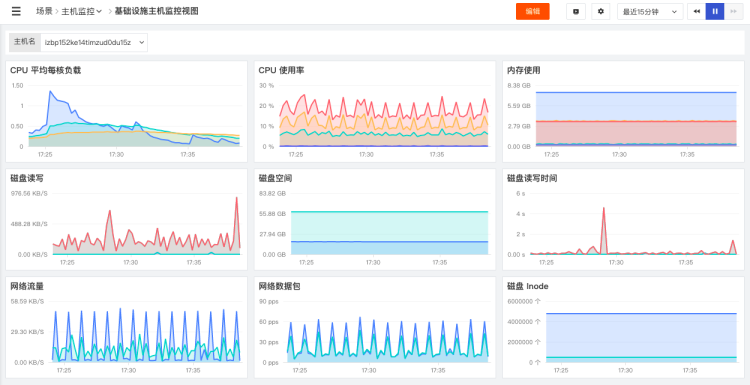 场景 > 主机监控 > 基础设施主机监控视图 编辑 最近15分钟
主机名 izbp152ke14timzud0du15z
CPU 平均每核负载
1.50
1
0.50
0
17:25 17:30 17:35
CPU 使用率
30 %
20 %
10 %
0 %
17:25 17:30 17:35
内存使用
8.38 GB
5.59 GB
2.79 GB
0.00 GB
17:25 17:30 17:35
磁盘读写
976.56 KB/S
488.28 KB/S
0.00 KB/S
17:25 17:30 17:35
磁盘空间
83.82 GB
55.88 GB
27.94 GB
0.00 GB
17:25 17:30 17:35
磁盘读写时间
6 s
4 s
2 s
0.00 s
17:25 17:30 17:35
网络流量
58.59 KB/S
29.30 KB/S
0.00 KB/S
17:25 17:30 17:35
网络数据包
90 pps
60 pps
30 pps
0 pps
17:25 17:30 17:35
磁盘 Inode
6000000 个
4000000 个
2000000 个
0 个
17:25 17:30 17:35